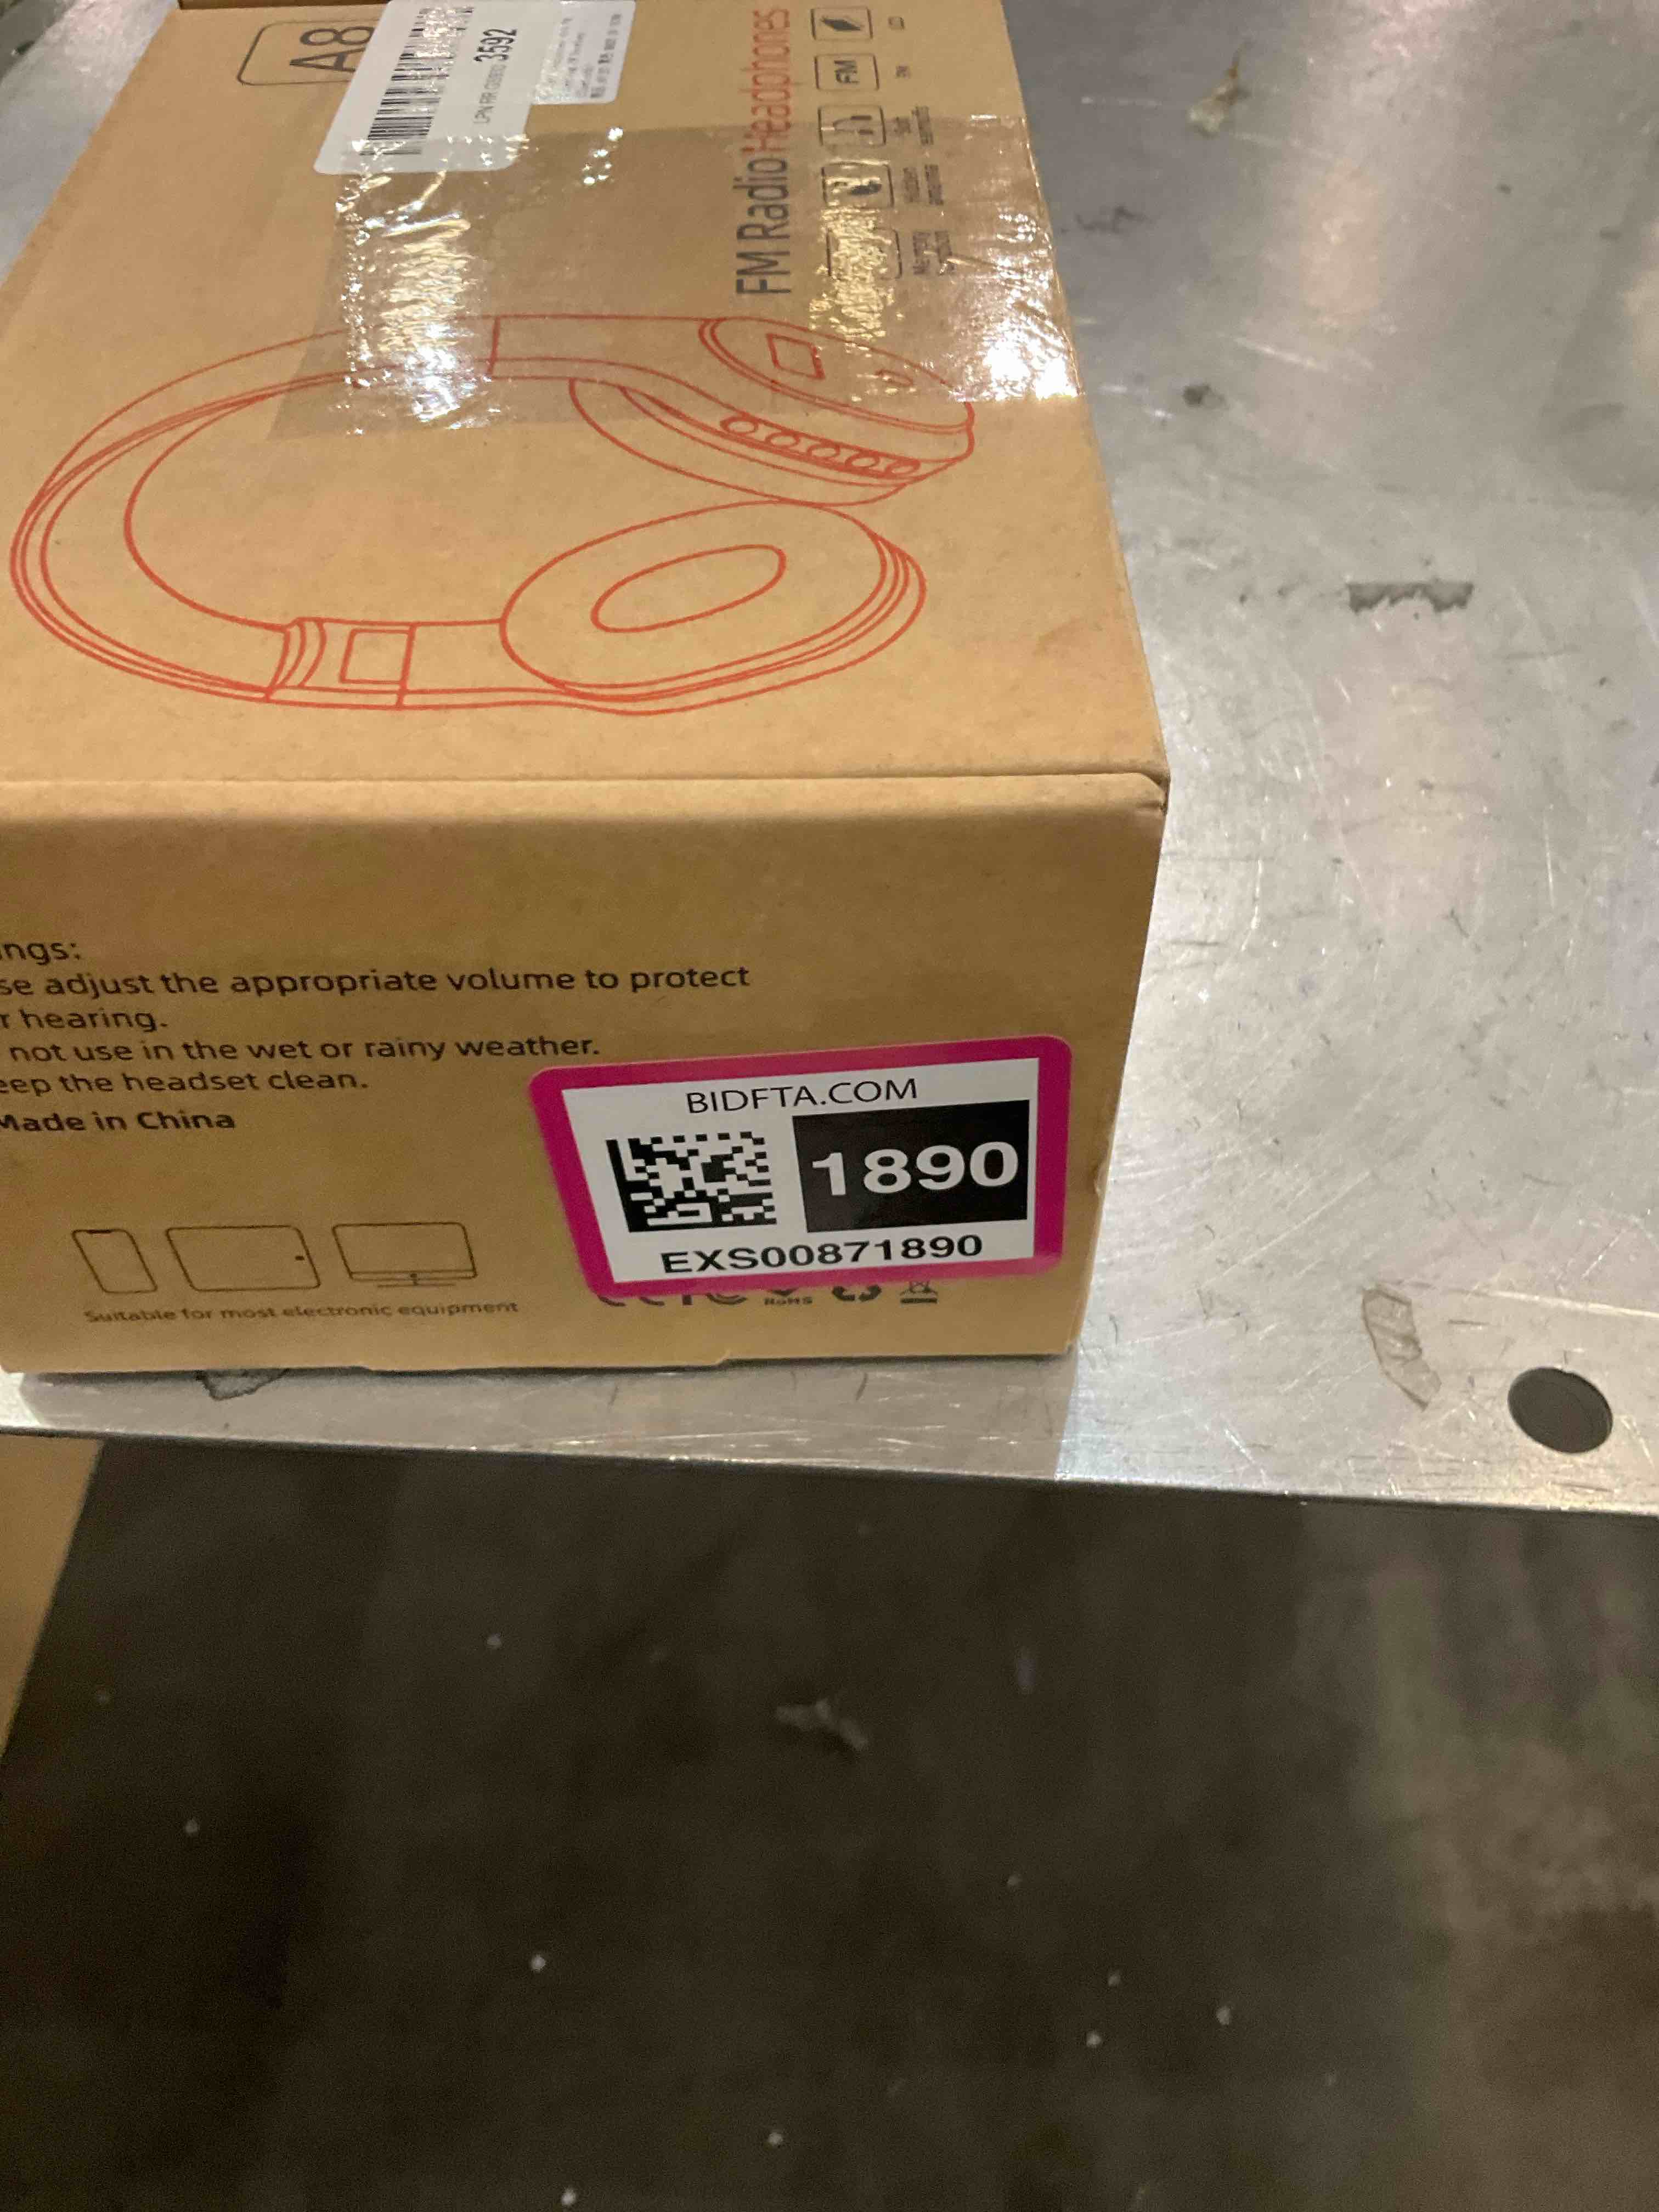 A8
3592
FM Radio Headphones
FM
ngs:
se adjust the appropriate volume to protect
r hearing.
not use in the wet or rainy weather.
eep the headset clean.
Made in China
Suitable for most electronic equipment
BIDFTA.COM
1890
EXS00871890
RoHS